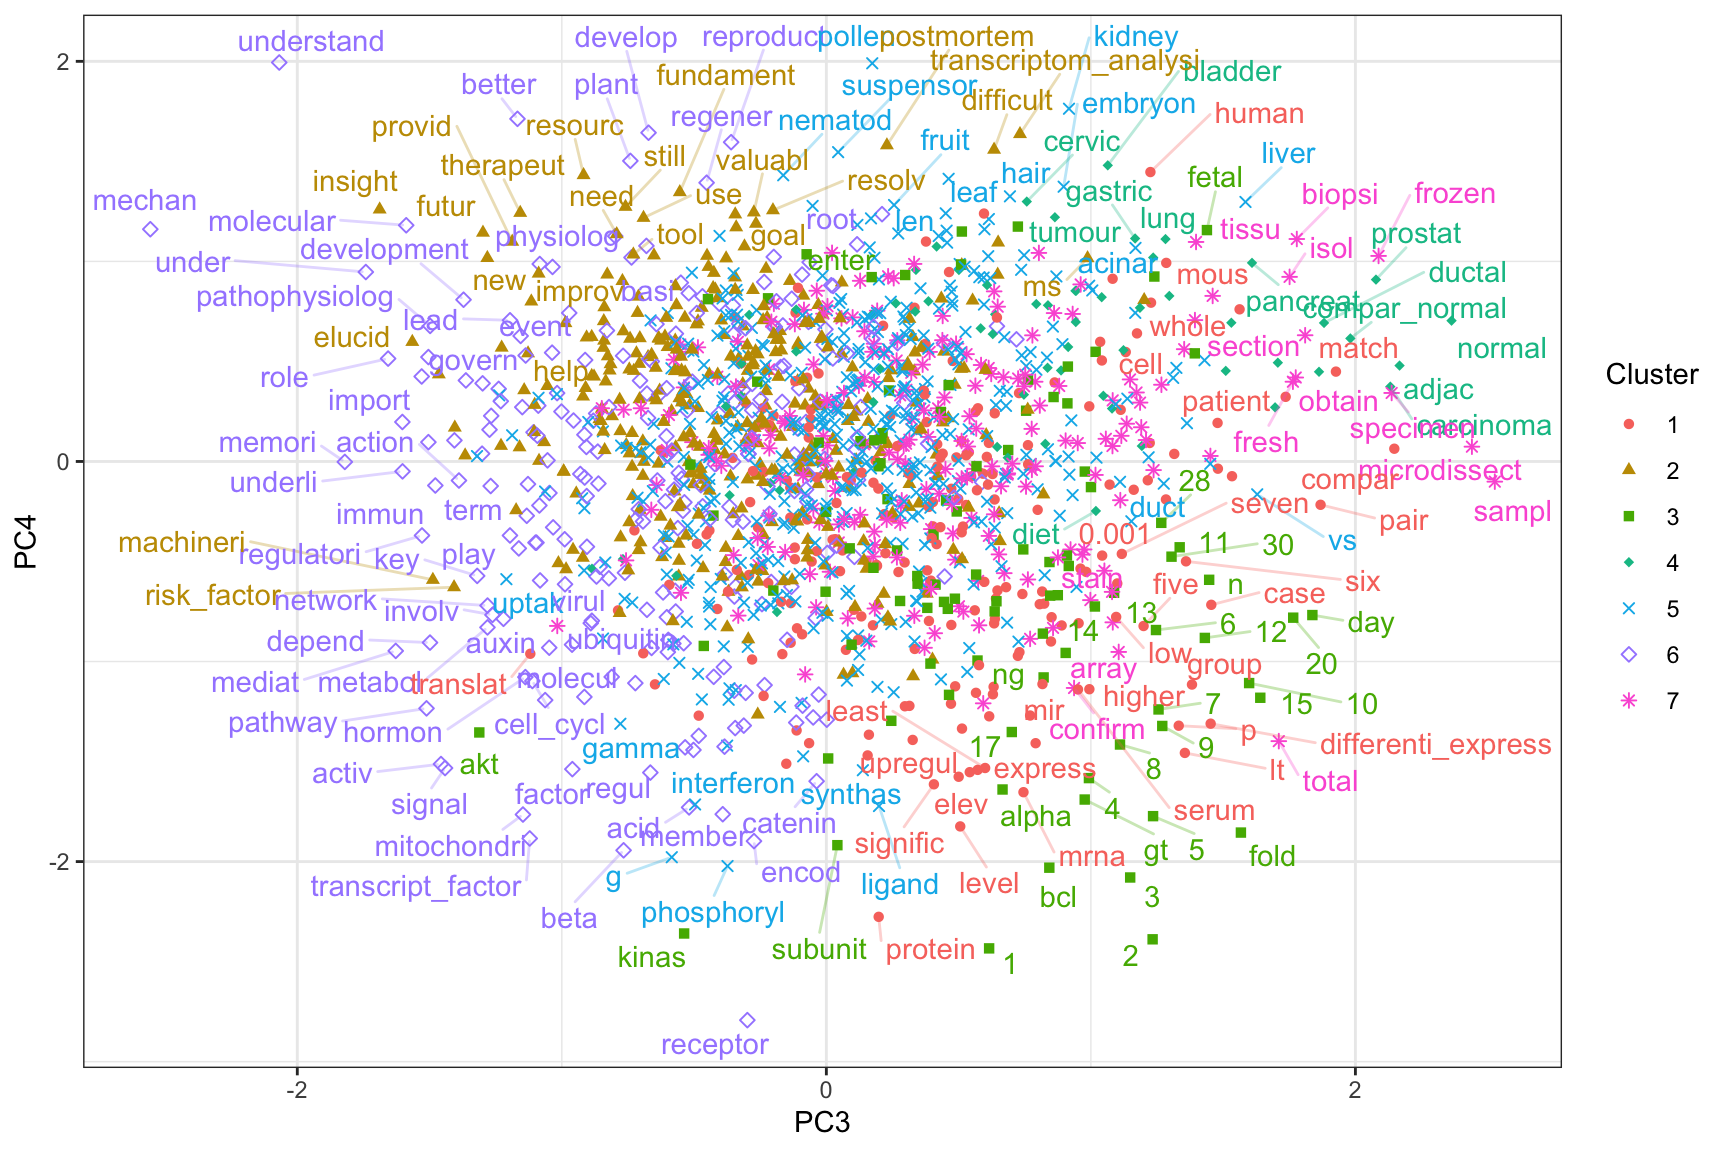 understand
develop
reproduct
pollen
postmortem
kidney
transcriptom_analysi
bladder
better
plant
fundament
suspensor
difficult
embryon
human
provid
resourc
regener
nematod
fruit
cervic
liver
therapeut
still
valuabl
hair
fetal
insight
need
use
resolv
leaf
gastric
biopsi
frozen
mechan
futur
molecular
root
len
lung
tissu
prostat
development
physiolog
tool
goal
tumour
isol
under
enter
acinar
mous
ductal
new
improv
basi
ms
pancreat
compar_normal
pathophysiolog
lead
event
whole
elucid
govern
section
match
normal
role
help
cell
import
patient
obtain
adjac
memori
action
fresh
specimen
carcinoma
underli
28
compar
microdissect
immun
term
duct
seven
pair
sampl
machineri
diet
0.001
vs
regulatori
key
play
11
30
risk_factor
network
involv
uptak
virul
stain
five
n
case
six
13
6
day
depend
auxin
ubiquitin
14
12
20
mediat
metabol
translat
molecul
ng
array
low
group
pathway
hormon
cell_cycl
least
mir
higher
7
15
10
activ
akt
gamma
17
confirm
9
p
differenti_express
signal
factor
regul
interferon
synthas
upregul
express
8
lt
total
mitochondri
acid
member
catenin
elev
alpha
4
serum
transcript_factor
encod
signific
mrna
gt
5
fold
beta
g
phosphoryl
ligand
level
bcl
3
kinas
subunit
protein
1
2
receptor
2
0
-2
PC4
-2
0
2
PC3
Cluster
1
2
3
4
5
6
7